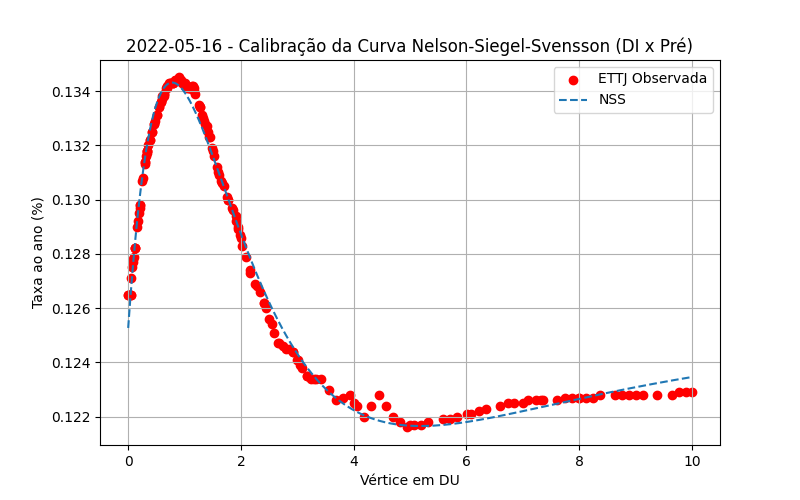 2022-05-16 - Calibração da Curva Nelson-Siegel-Svensson (DI x Pré)
ETTJ Observada
NSS
Taxa ao ano (%)
0.134
0.132
0.130
0.128
0.126
0.124
0.122
0 2 4 6 8 10
Vértice em DU